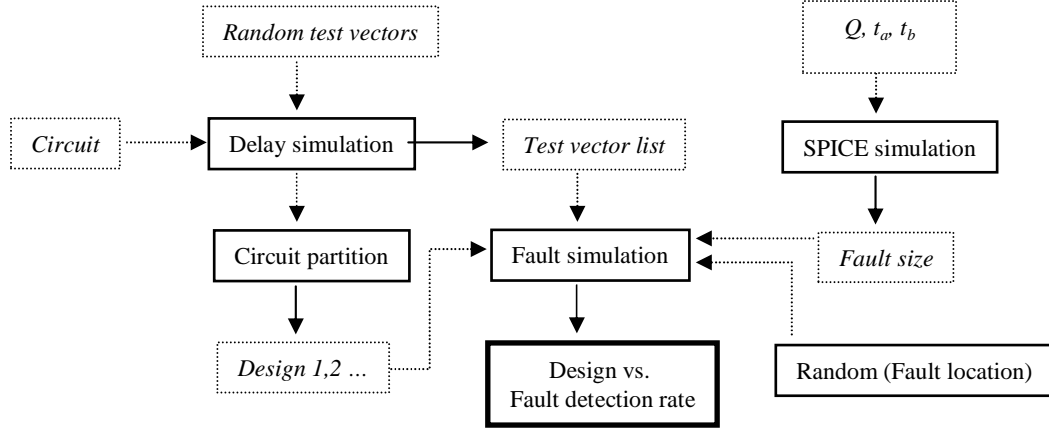 Random test vectors
Q, ta, tb
Circuit
Delay simulation
Test vector list
SPICE simulation
Circuit partition
Fault simulation
Fault size
Design 1,2 ...
Design vs.
Fault detection rate
Random (Fault location)